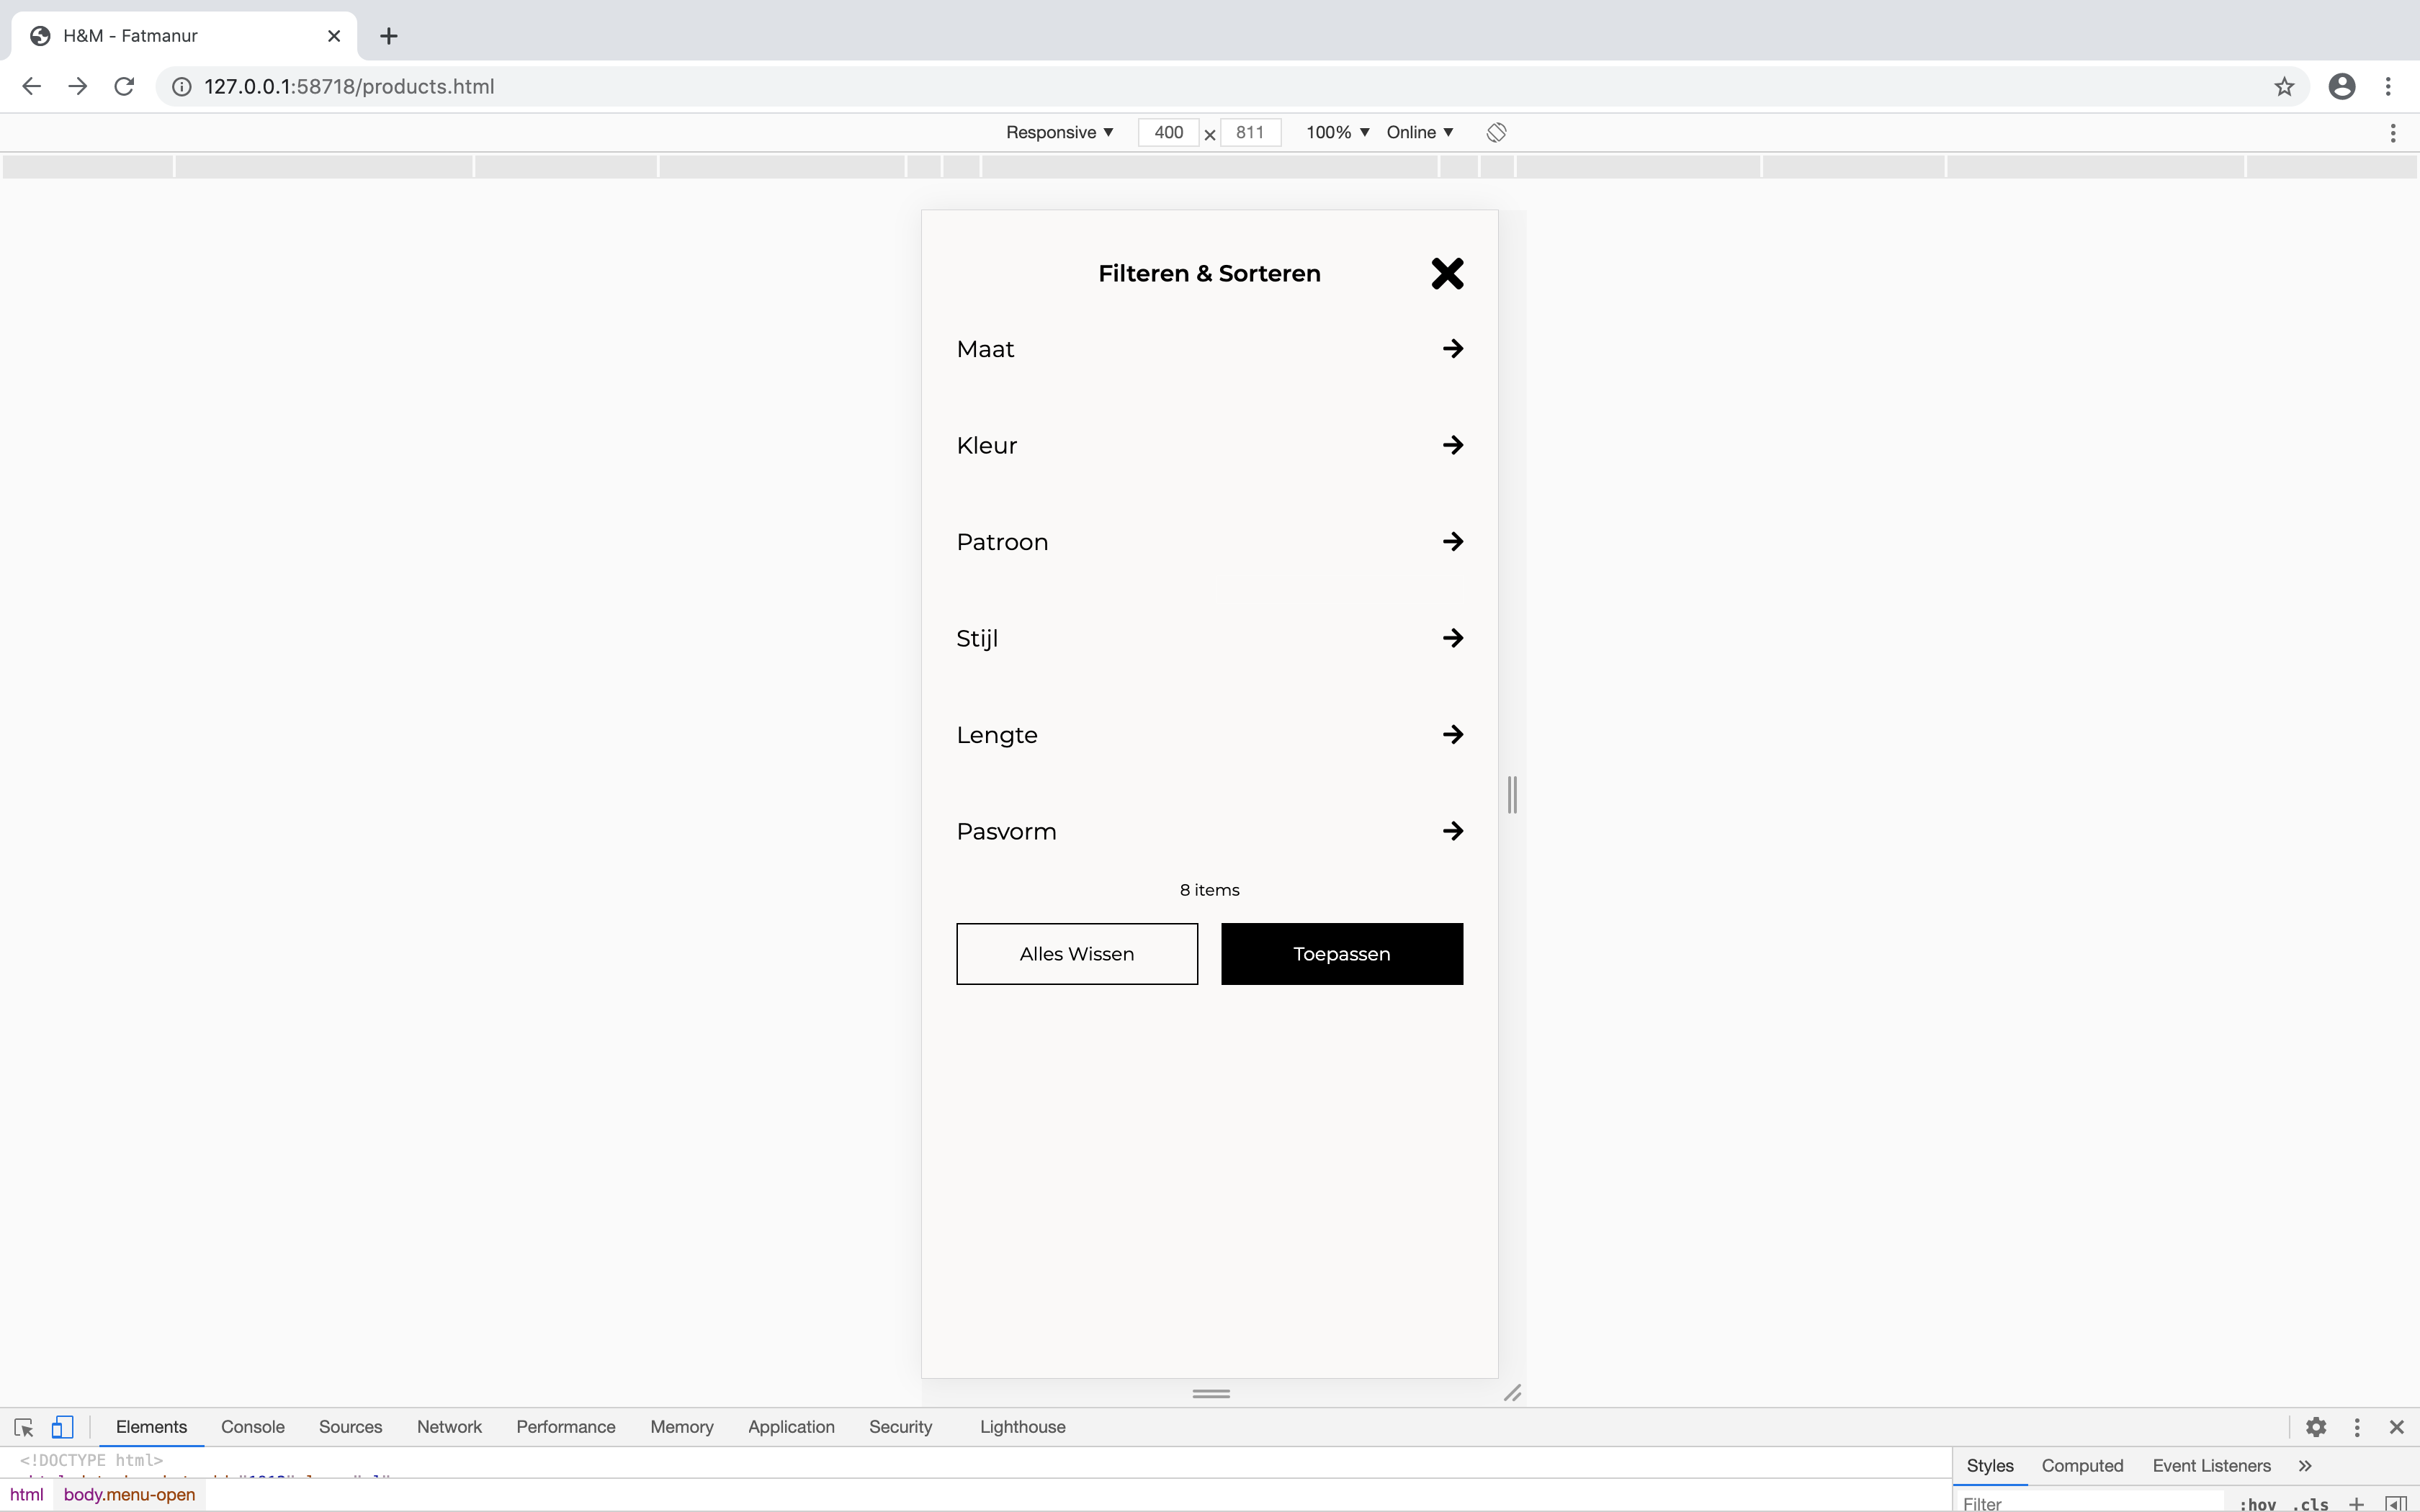 H&M - Fatmanur
127.0.0.1:58718/products.html
Responsive ▼ 400 × 811 100% ▼ Online ▼
Filteren & Sorteren
Maat
Kleur
Patroon
Stijl
Lengte
Pasvorm
8 items
Alles Wissen Toepassen
Elements Console Sources Network Performance Memory Application Security Lighthouse
<!DOCTYPE html>
Styles Computed Event Listeners »
html body.menu-open
Filter :hov .cls +